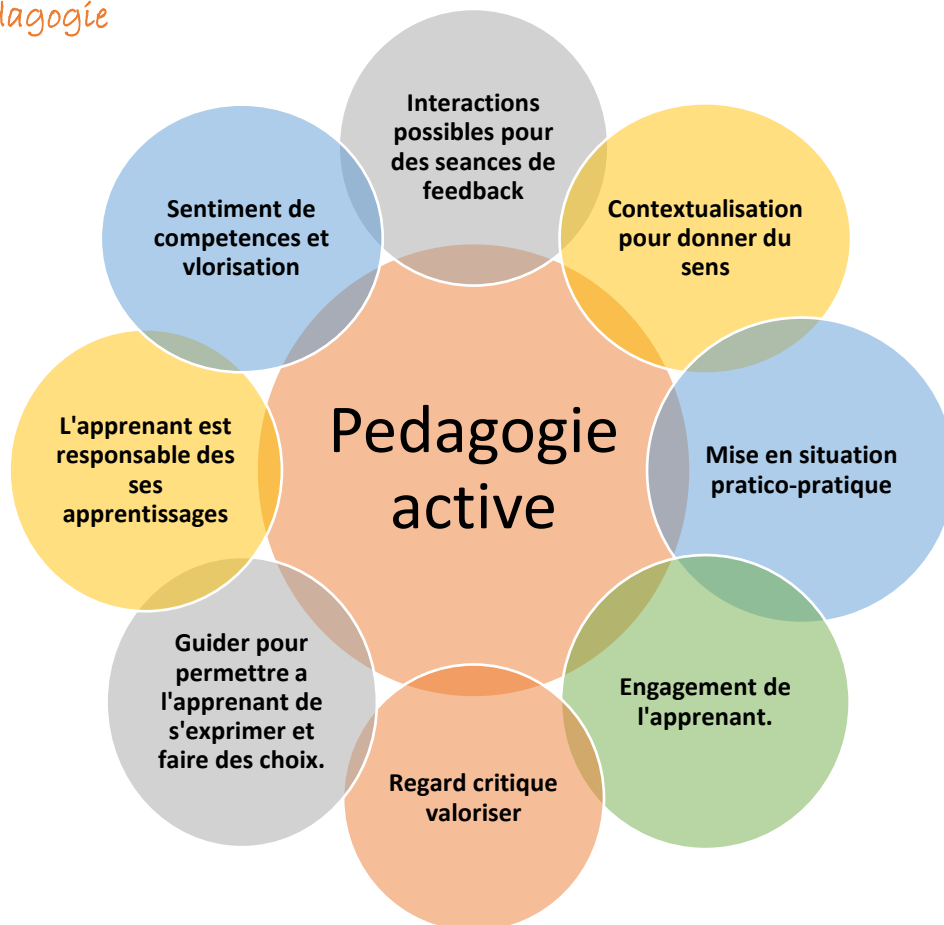 dagogie
Interactions
possibles pour
des seances de
feedback
Contextualisation
pour donner du
sens
Mise en situation
pratico-pratique
Engagement de
l'apprenant.
Regard critique
valoriser
Guider pour
permettre a
l'apprenant de
s'exprimer et
faire des choix.
L'apprenant est
responsable des
ses
apprentissages
Sentiment de
competences et
vlorisation
Pedagogie
active